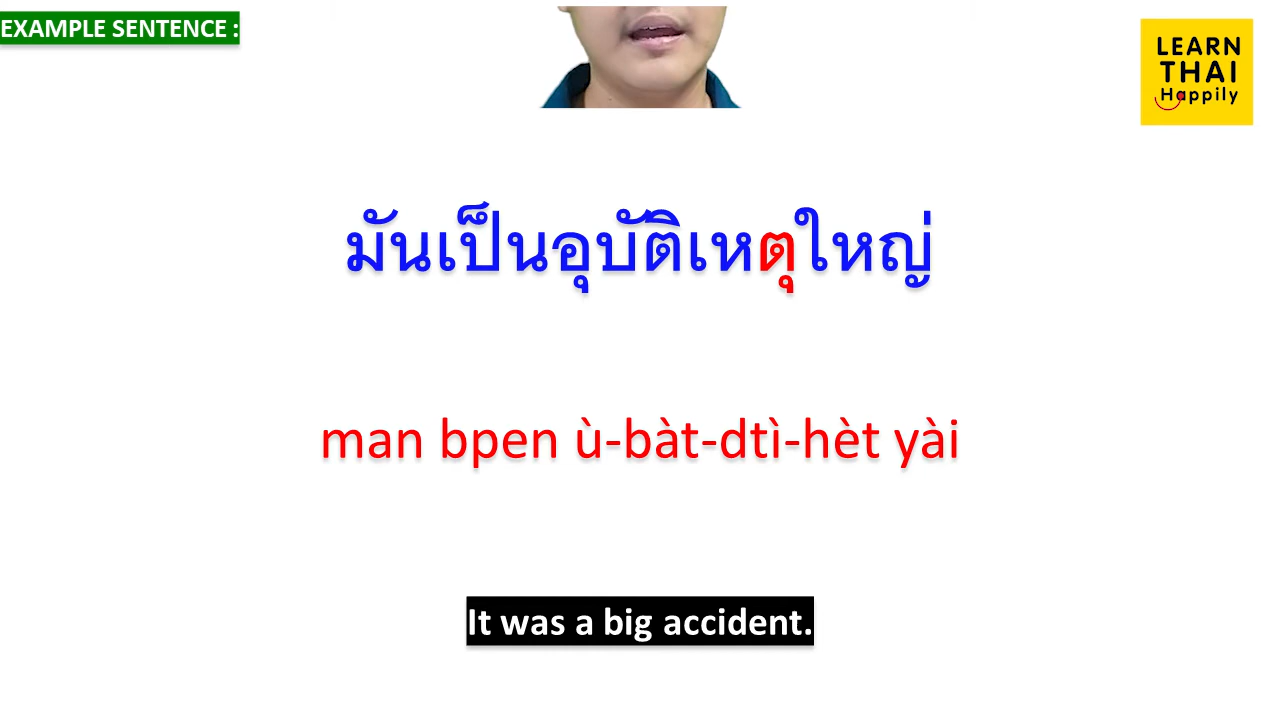 EXAMPLE SENTENCE :
LEARN
THAI
Happily
มันเป็นอุบัติเหตุใหญ่
man bpen ù-bàt-dtì-hèt yài
It was a big accident.